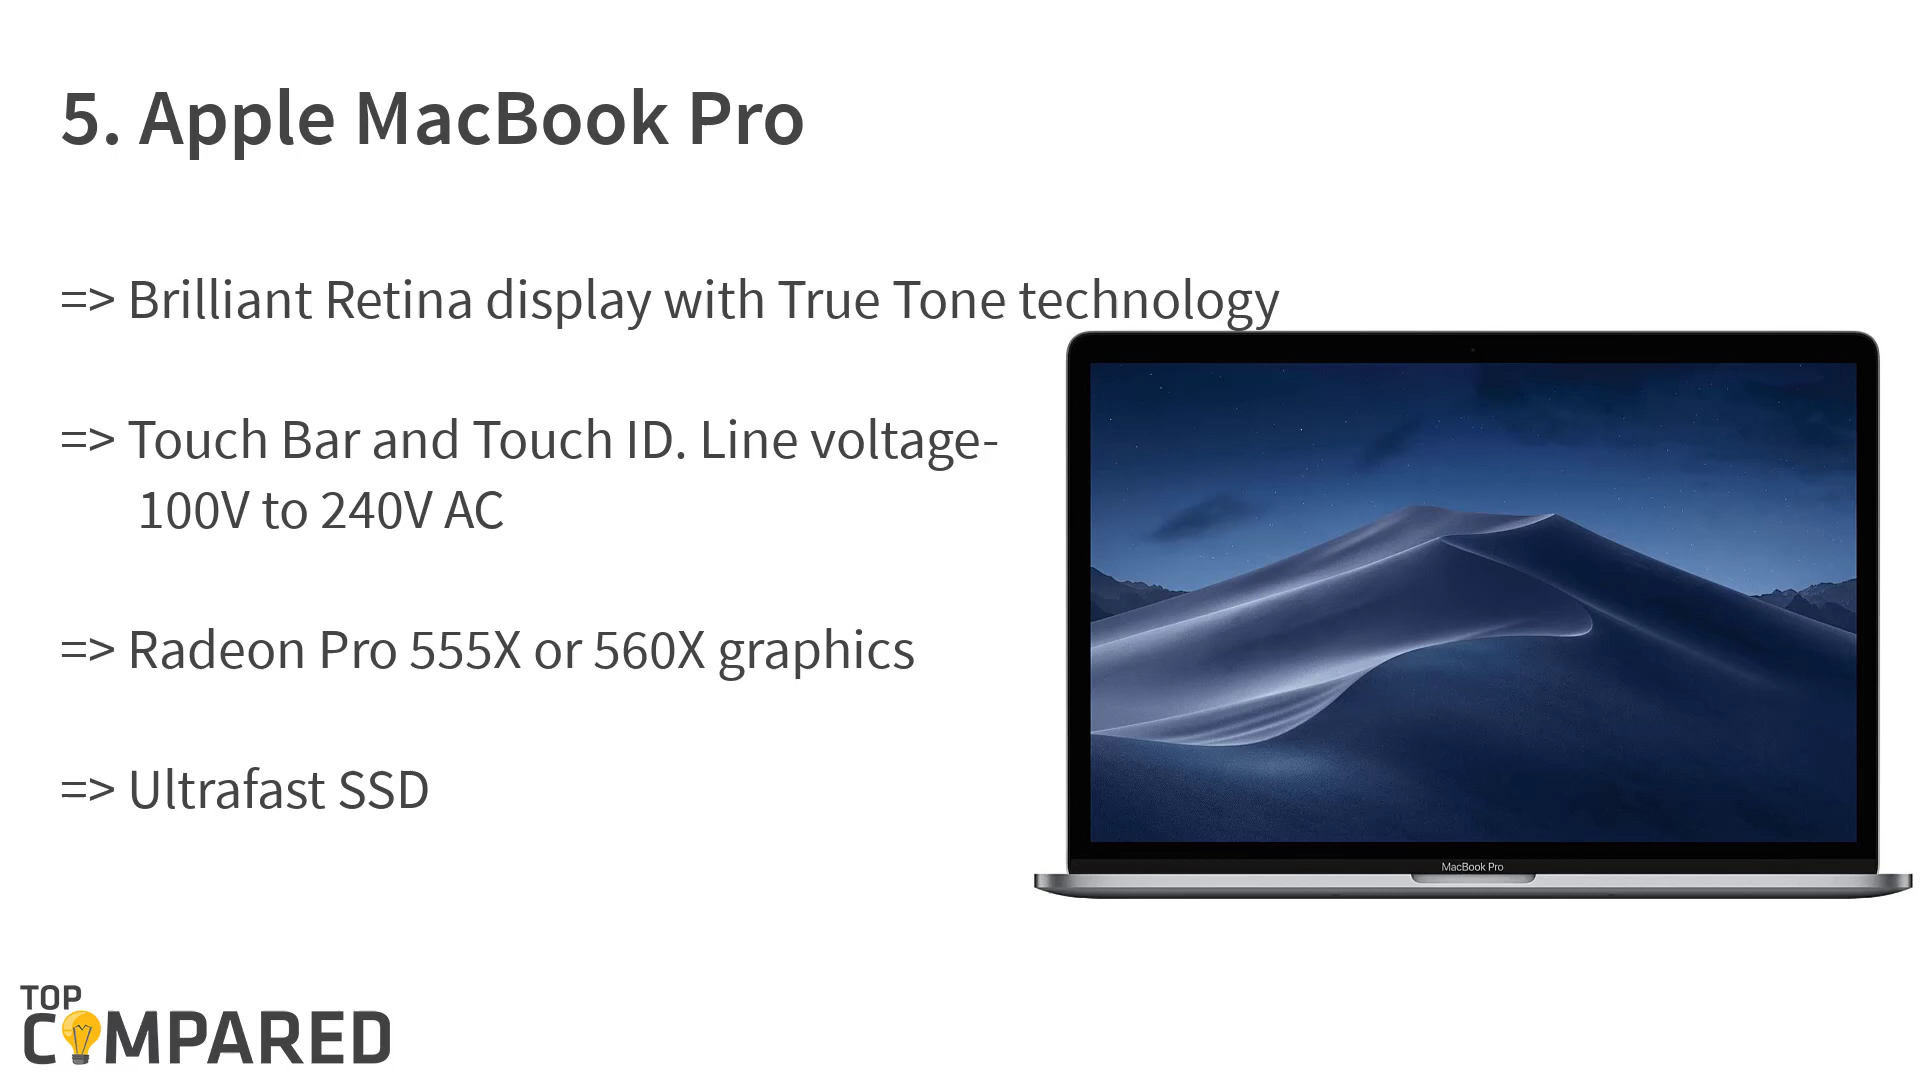 5. Apple MacBook Pro
=> Brilliant Retina display with True Tone technology
=> Touch Bar and Touch ID. Line voltage-
100V to 240V AC
=> Radeon Pro 555X or 560X graphics
=> Ultrafast SSD
MacBook Pro
TOP
COMPARED